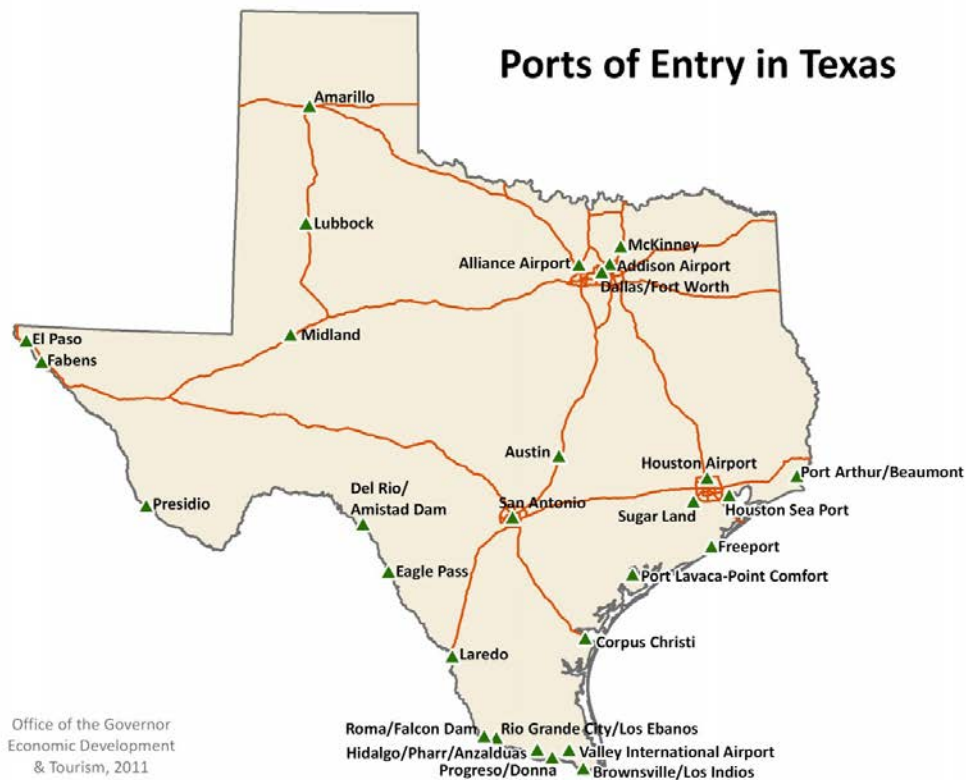 Ports of Entry in Texas
Amarillo
Lubbock
McKinney
Alliance Airport
Addison Airport
Dallas/Fort Worth
Midland
El Paso
Fabens
Austin
Houston Airport
Port Arthur/Beaumont
Del Rio/
Amistad Dam
San Antonio
Presidio
Sugar Land
Houston Sea Port
Freeport
Eagle Pass
Port Lavaca-Point Comfort
Corpus Christi
Laredo
Roma/Falcon Dam
Rio Grande City/Los Ebanos
Hidalgo/Pharr/Anzalduas
Valley International Airport
Progreso/Donna
Brownsville/Los Indios
Office of the Governor
Economic Development
& Tourism, 2011